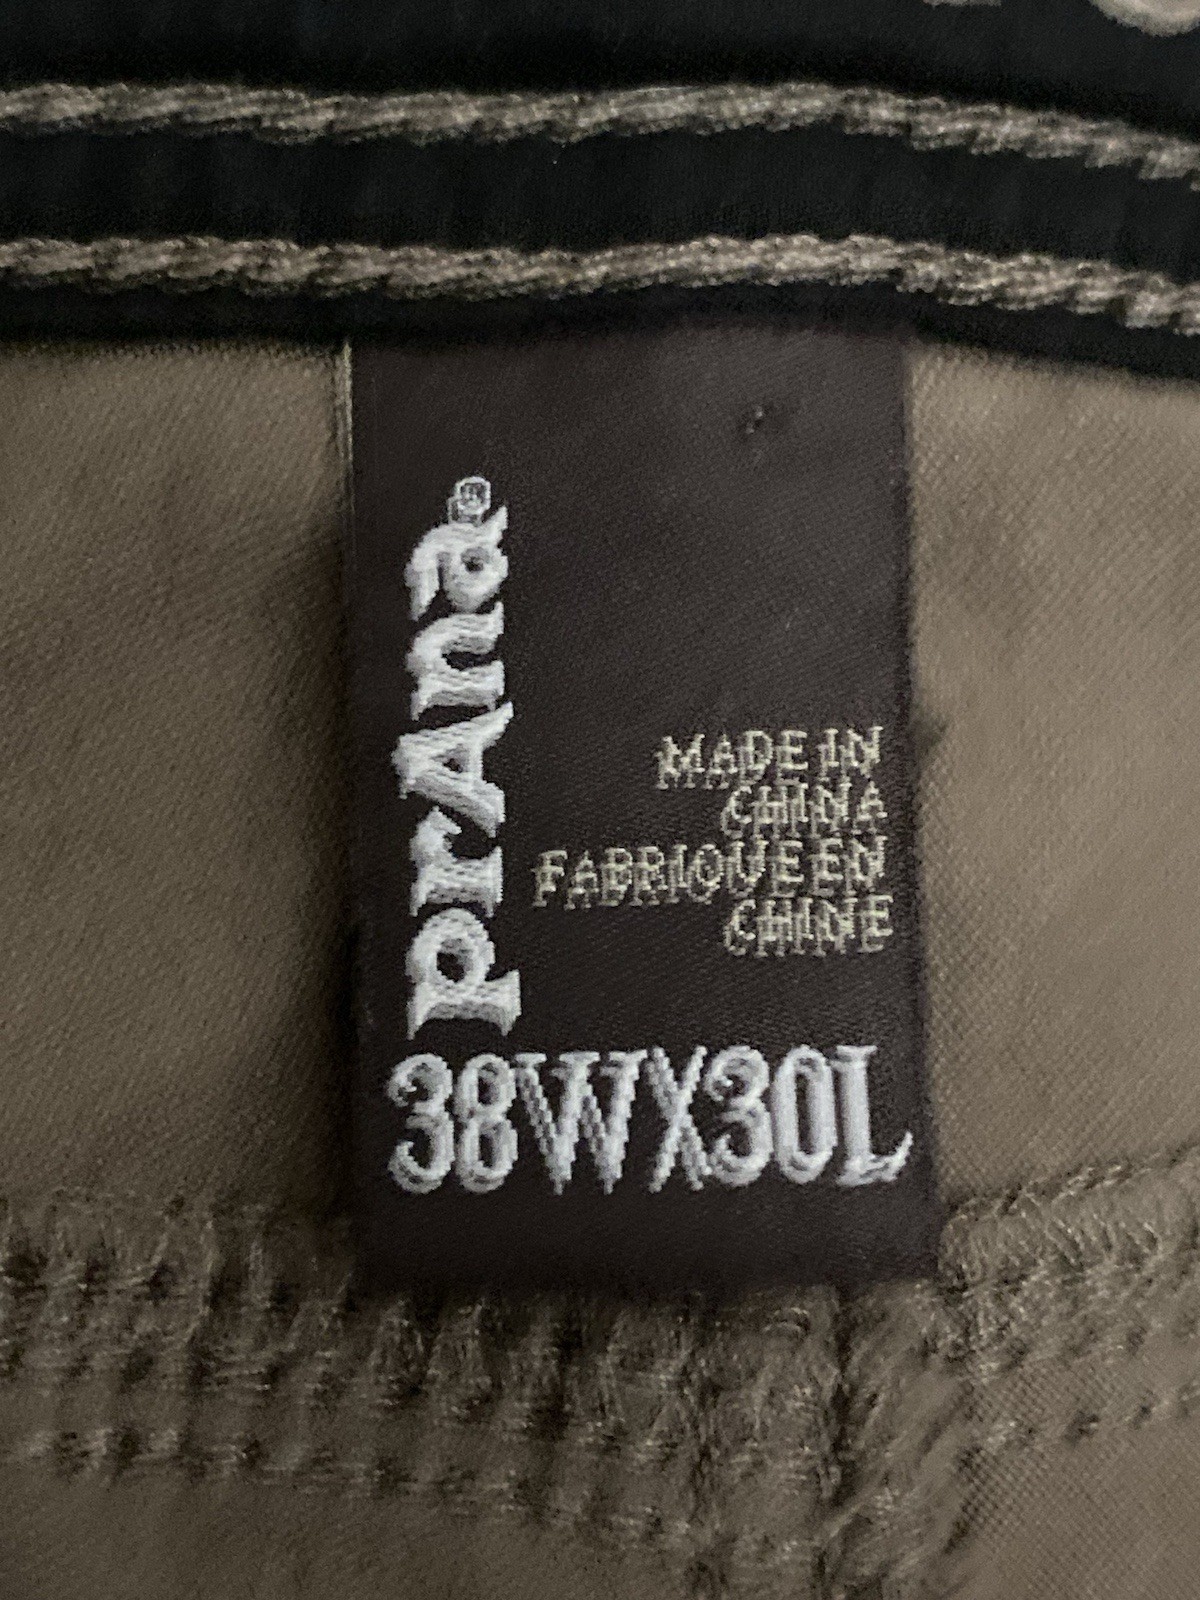 prAna®
MADE IN
CHINA
FABRIQUE EN
CHINE
38WX30L